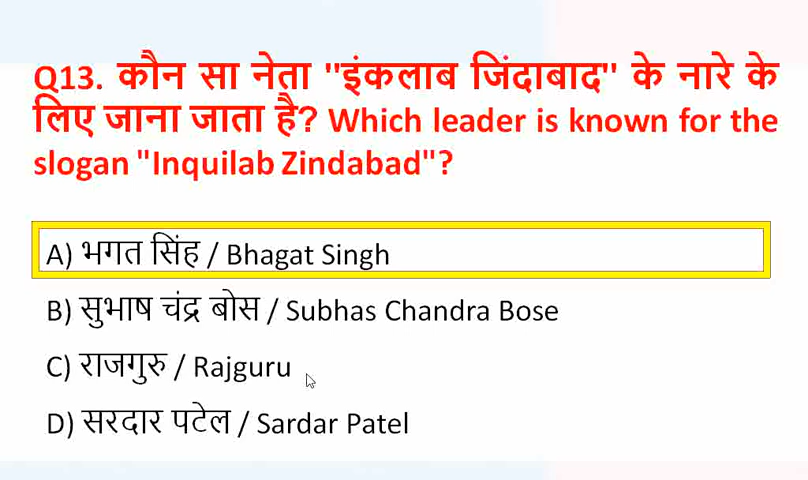 Q13. कौन सा नेता "इंकलाब जिंदाबाद" के नारे के
लिए जाना जाता है? Which leader is known for the
slogan "Inquilab Zindabad"?
A) भगत सिंह / Bhagat Singh
B) सुभाष चंद्र बोस / Subhas Chandra Bose
C) राजगुरु / Rajguru
D) सरदार पटेल / Sardar Patel